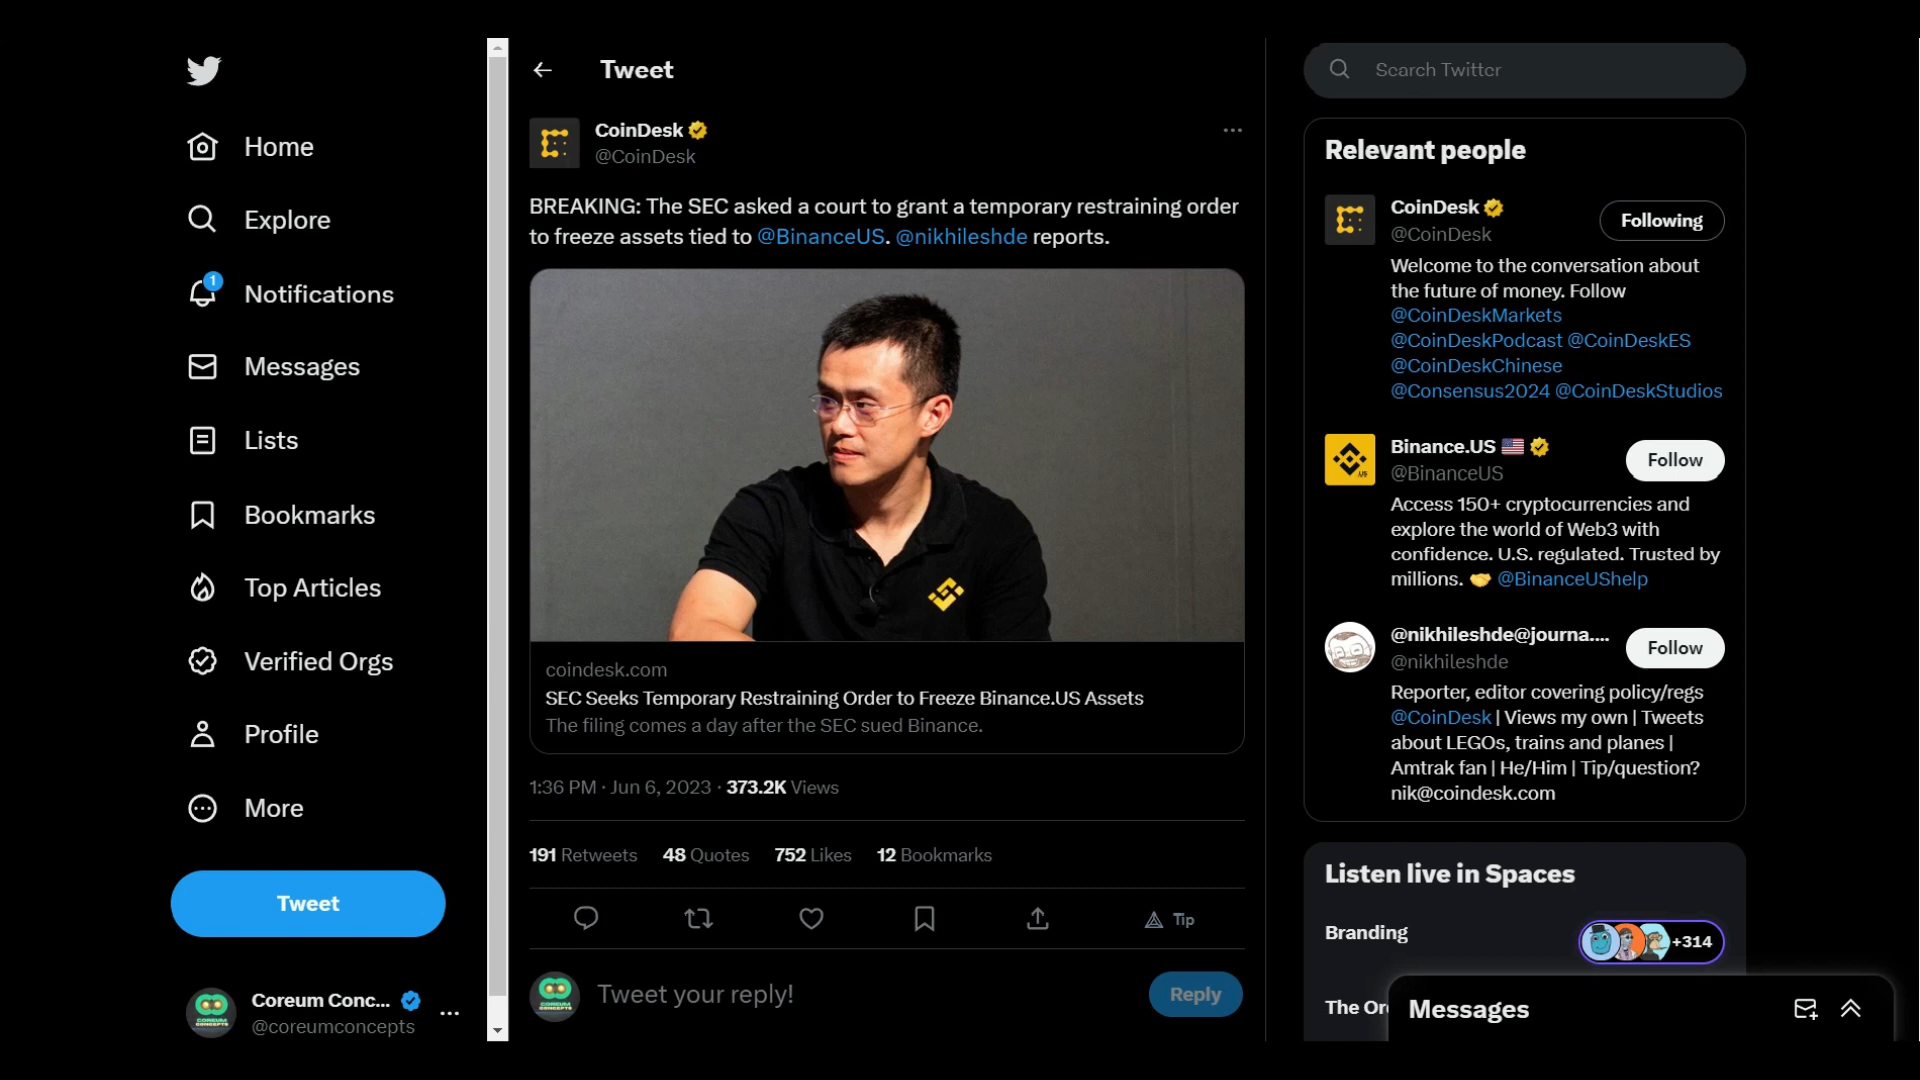 Home
Explore
1
Notifications
Messages
Lists
Bookmarks
Top Articles
Verified Orgs
Profile
More
Tweet
Coreum Conc...
@coreumconcepts
Tweet
CoinDesk
@CoinDesk
BREAKING: The SEC asked a court to grant a temporary restraining order
to freeze assets tied to @BinanceUS. @nikhileshde reports.
coindesk.com
SEC Seeks Temporary Restraining Order to Freeze Binance.US Assets
The filing comes a day after the SEC sued Binance.
1:36 PM · Jun 6, 2023 · 373.2K Views
191 Retweets 48 Quotes 752 Likes 12 Bookmarks
Tip
Tweet your reply!
Reply
Search Twitter
Relevant people
CoinDesk
@CoinDesk
Following
Welcome to the conversation about
the future of money. Follow
@CoinDeskMarkets
@CoinDeskPodcast @CoinDeskES
@CoinDeskChinese
@Consensus2024 @CoinDeskStudios
Binance.US
@BinanceUS
Follow
Access 150+ cryptocurrencies and
explore the world of Web3 with
confidence. U.S. regulated. Trusted by
millions. @BinanceUShelp
@nikhileshde@journa....
@nikhileshde
Follow
Reporter, editor covering policy/regs
@CoinDesk | Views my own | Tweets
about LEGOs, trains and planes |
Amtrak fan | He/Him | Tip/question?
nik@coindesk.com
Listen live in Spaces
Branding
+314
The Or
Messages